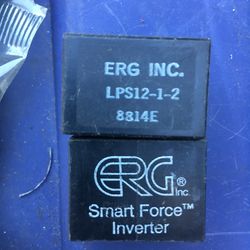 ERG INC.
LPS12-1-2
8814E
ERG®
Inc.
Smart Force™
Inverter